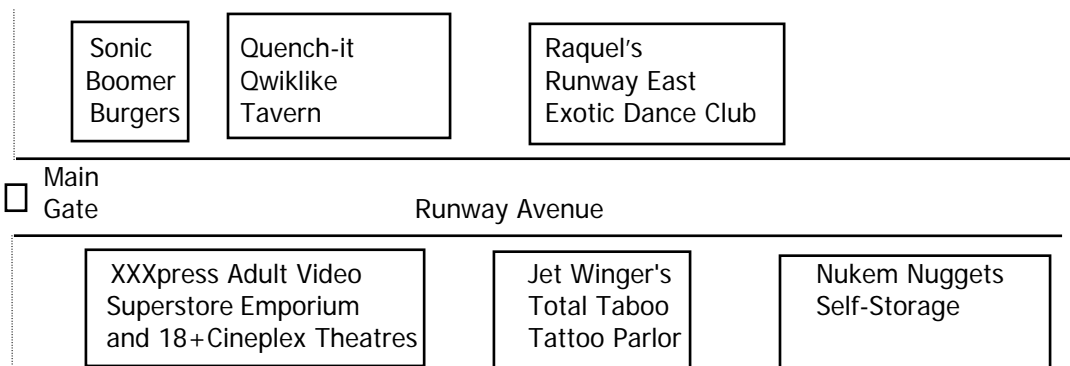 Sonic
Boomer
Burgers
Quench-it
Qwiklike
Tavern
Raquel's
Runway East
Exotic Dance Club
Main
Gate
Runway Avenue
XXXpress Adult Video
Superstore Emporium
and 18+Cineplex Theatres
Jet Winger's
Total Taboo
Tattoo Parlor
Nukem Nuggets
Self-Storage